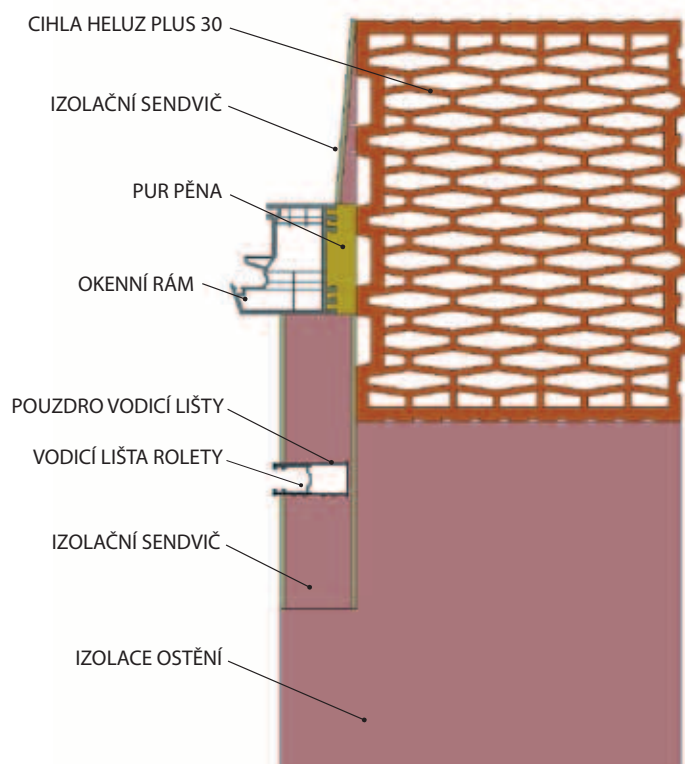 CIHLA HELUZ PLUS 30
IZOLAČNÍ SENDVIČ
PUR PĚNA
OKENNÍ RÁM
POUZDRO VODICÍ LIŠTY
VODICÍ LIŠTA ROLETY
IZOLAČNÍ SENDVIČ
IZOLACE OSTĚNÍ